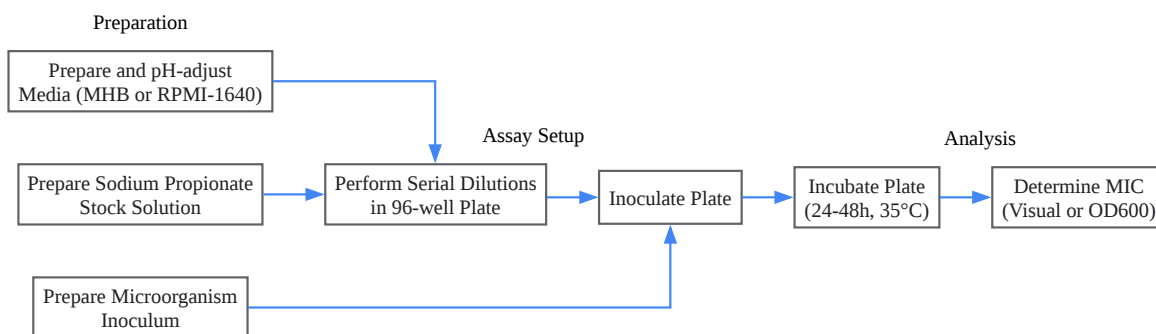 Preparation
Prepare and pH-adjust
Media (MHB or RPMI-1640)
Assay Setup
Analysis
Prepare Sodium Propionate
Stock Solution
Perform Serial Dilutions
in 96-well Plate
Inoculate Plate
Incubate Plate
(24-48h, 35°C)
Determine MIC
(Visual or OD600)
Prepare Microorganism
Inoculum